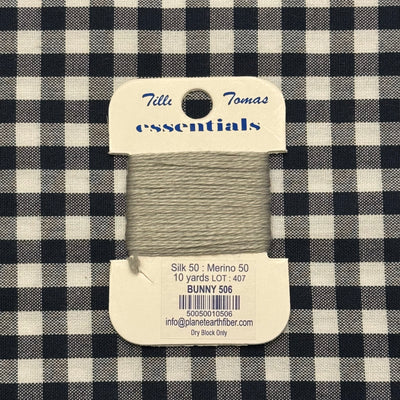 Tilli Tomas
essentials
Silk 50 : Merino 50
10 yards LOT : 407
BUNNY 506
50050010506
info@planetearthfiber.com
Dry Block Only